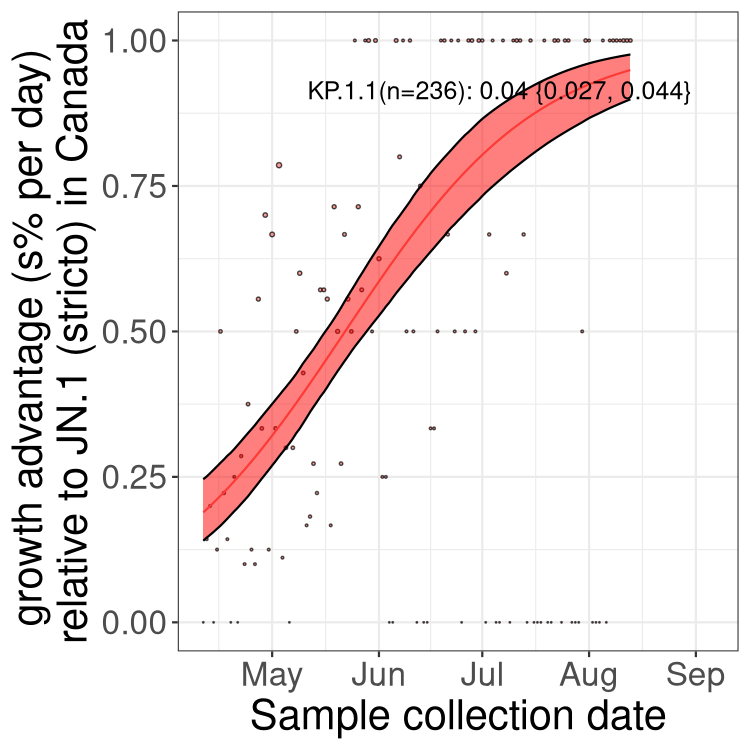 growth advantage (s% per day)
relative to JN.1 (stricto) in Canada
1.00
0.75
0.50
0.25
0.00
KP.1.1(n=236): 0.04 {0.027, 0.044}
May Jun Jul Aug Sep
Sample collection date